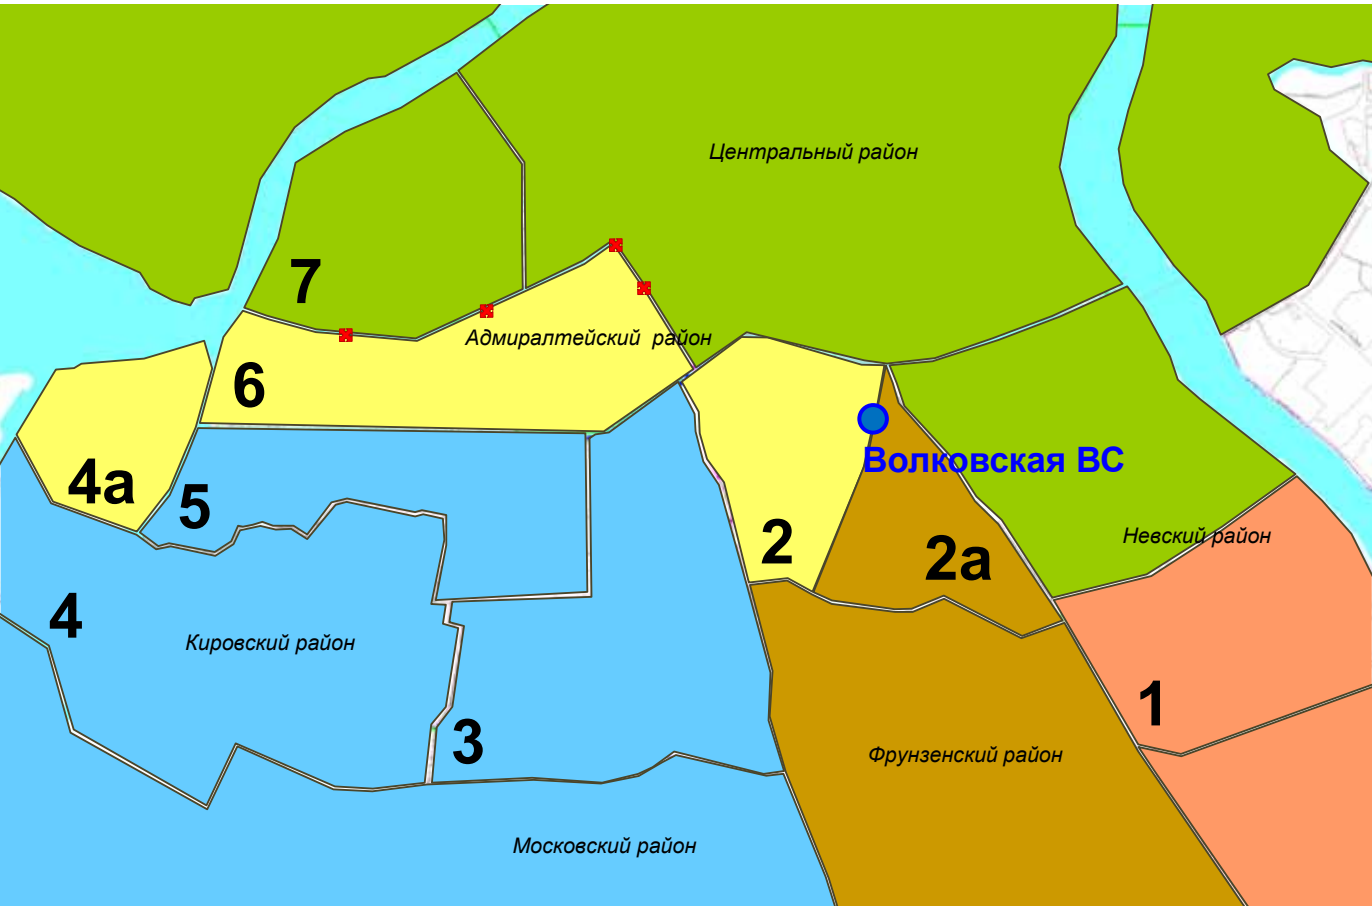 Центральный район
7
Адмиралтейский район
6
Волковская ВС
4а
5
2
2а
Невский район
4
Кировский район
1
3
Фрунзенский район
Московский район